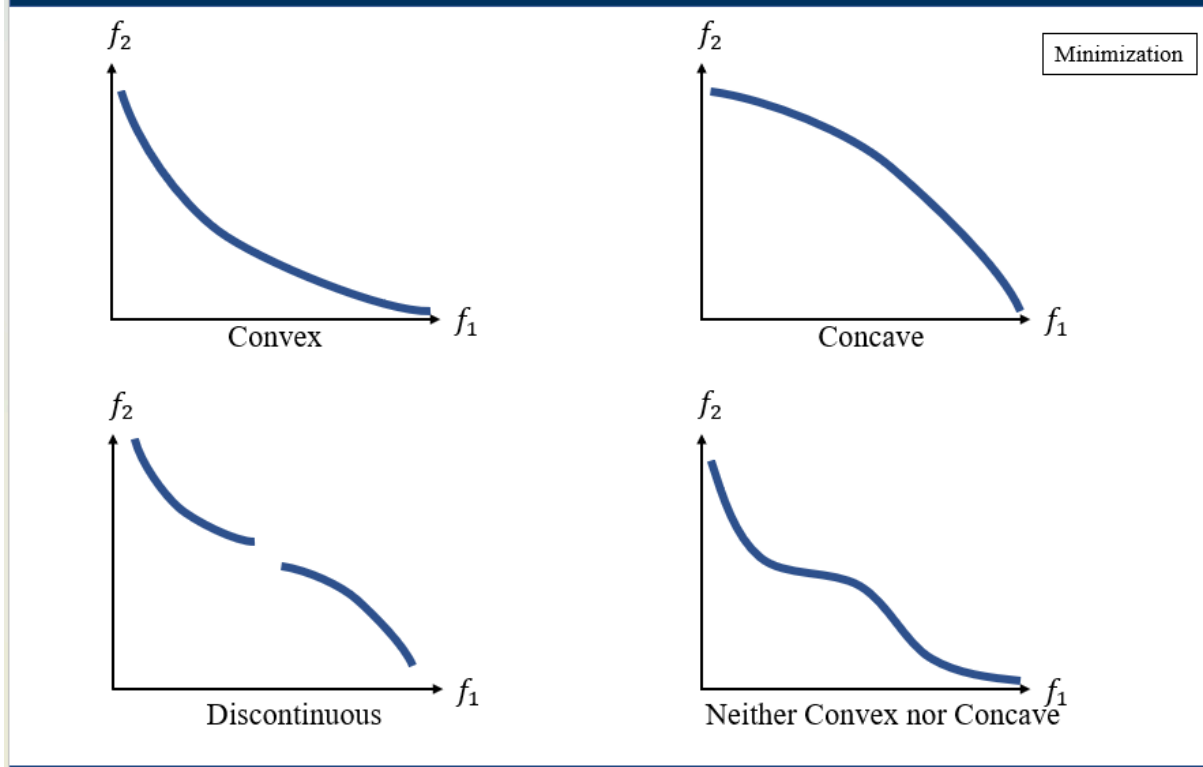 f₂
f₂
Minimization
f₁
f₁
Convex
Concave
f₂
f₂
f₁
f₁
Discontinuous
Neither Convex nor Concave